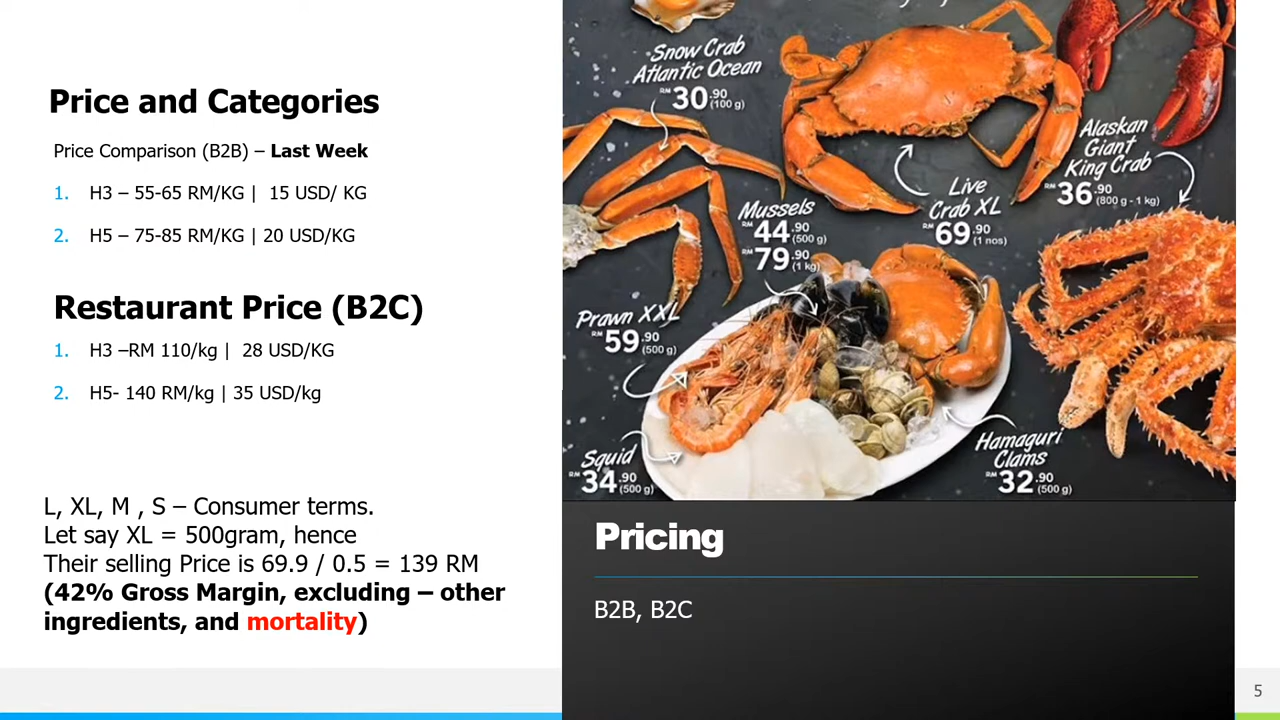 Price and Categories
Price Comparison (B2B) – Last Week
1. H3 – 55-65 RM/KG | 15 USD/ KG
2. H5 – 75-85 RM/KG | 20 USD/KG
Restaurant Price (B2C)
1. H3 –RM 110/kg | 28 USD/KG
2. H5- 140 RM/kg | 35 USD/kg
L, XL, M , S – Consumer terms.
Let say XL = 500gram, hence
Their selling Price is 69.9 / 0.5 = 139 RM
(42% Gross Margin, excluding – other
ingredients, and mortality)
Snow Crab
Atlantic Ocean
RM 30.90 (100 g)
Alaskan
Giant
King Crab
RM 36.90 (800 g - 1 kg)
Live
Crab XL
RM 69.90 (1 nos)
Mussels
RM 44.90 (500 g)
RM 79.90 (1 kg)
Prawn XXL
RM 59.90 (500 g)
Squid
RM 34.90 (500 g)
Hamaguri
Clams
RM 32.90 (500 g)
Pricing
B2B, B2C
5